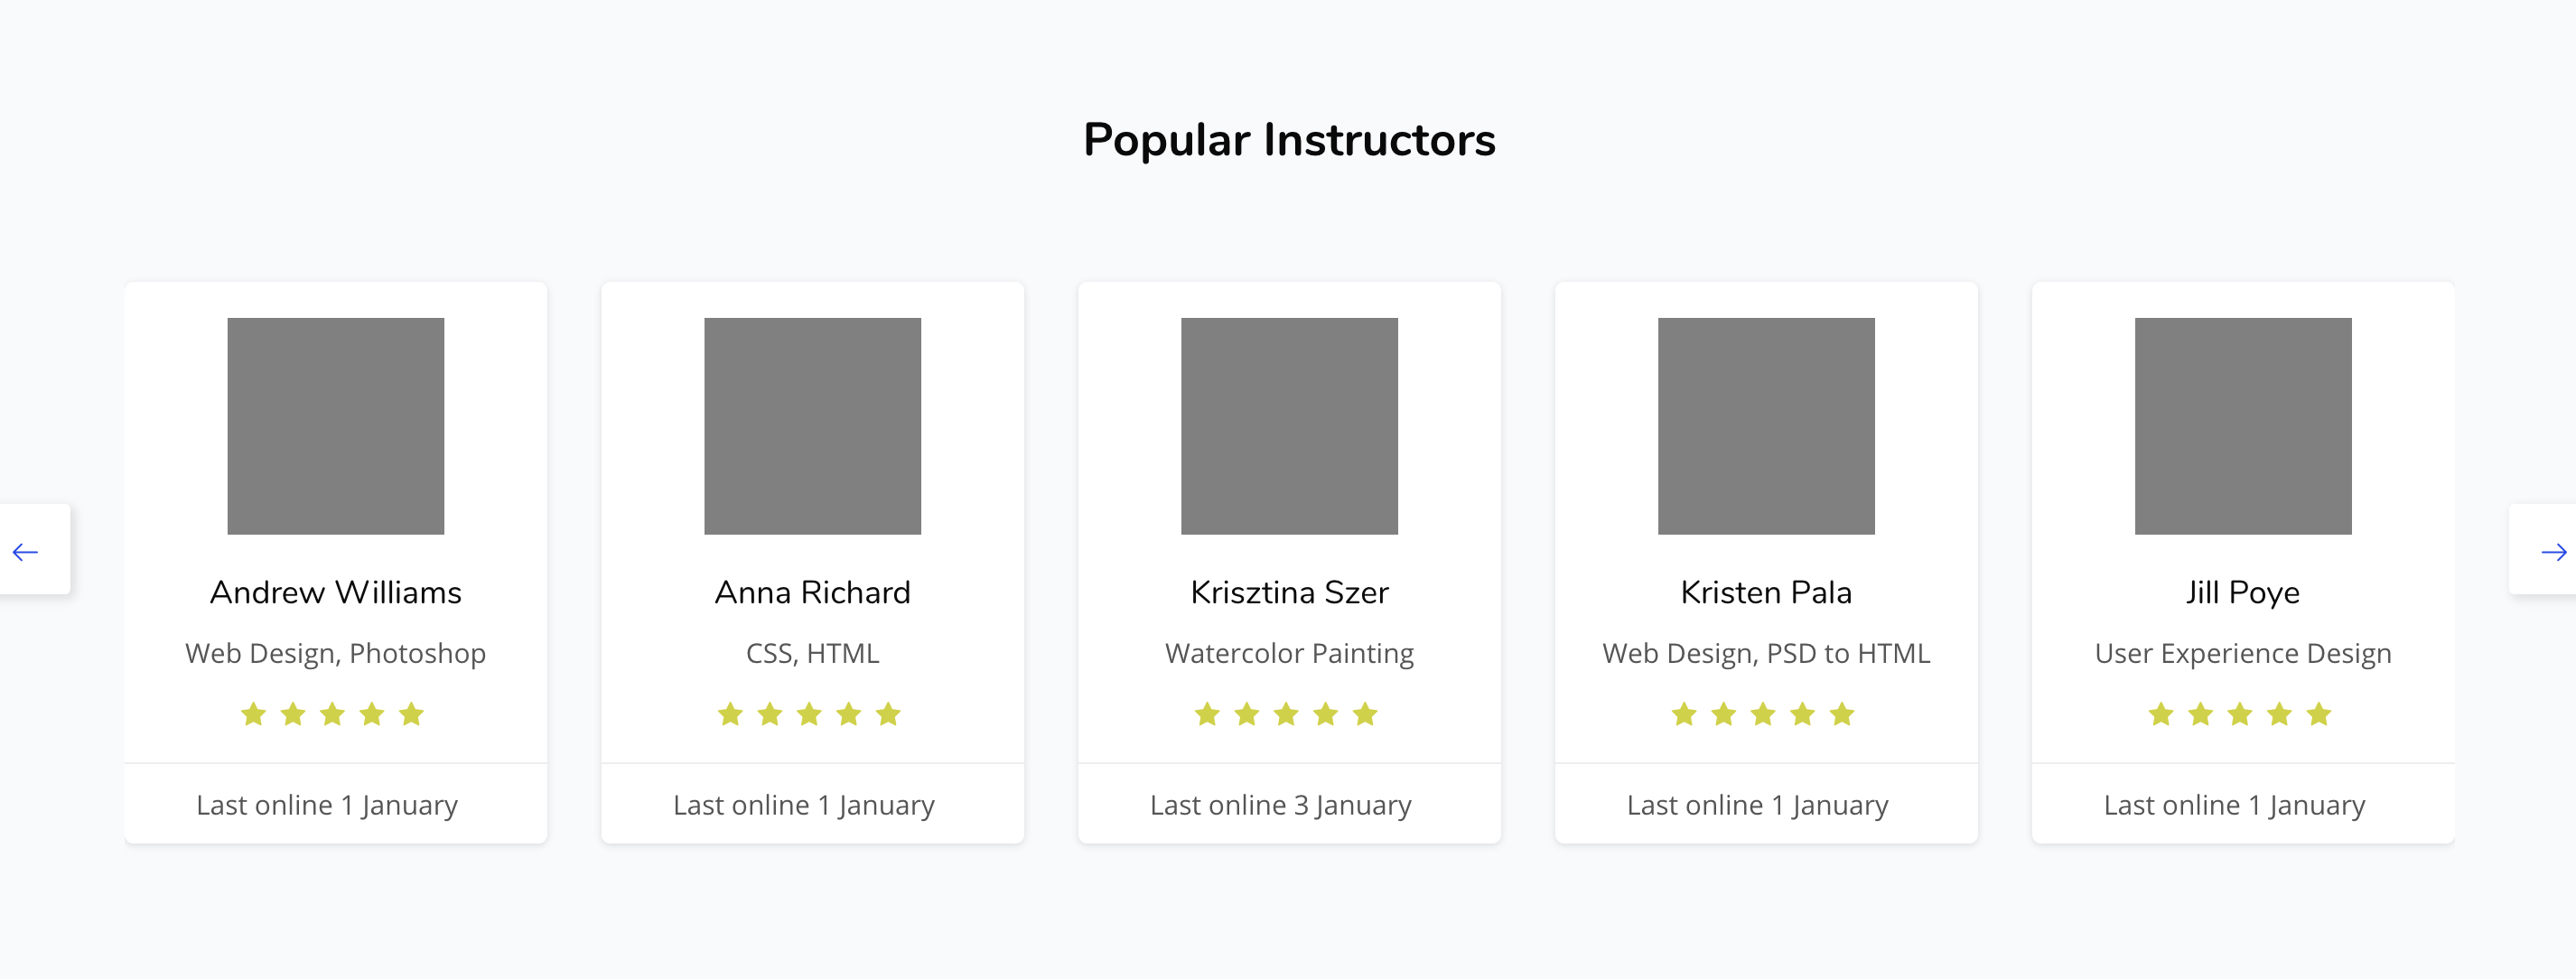 Popular Instructors
Andrew Williams
Web Design, Photoshop
Last online 1 January
Anna Richard
CSS, HTML
Last online 1 January
Krisztina Szer
Watercolor Painting
Last online 3 January
Kristen Pala
Web Design, PSD to HTML
Last online 1 January
Jill Poye
User Experience Design
Last online 1 January